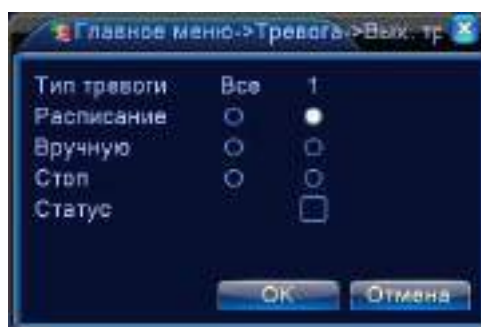 Главное меню->Тревога->Вых. тр
Тип тревоги Все 1
Расписание
Вручную
Стоп
Статус
OK Отмена